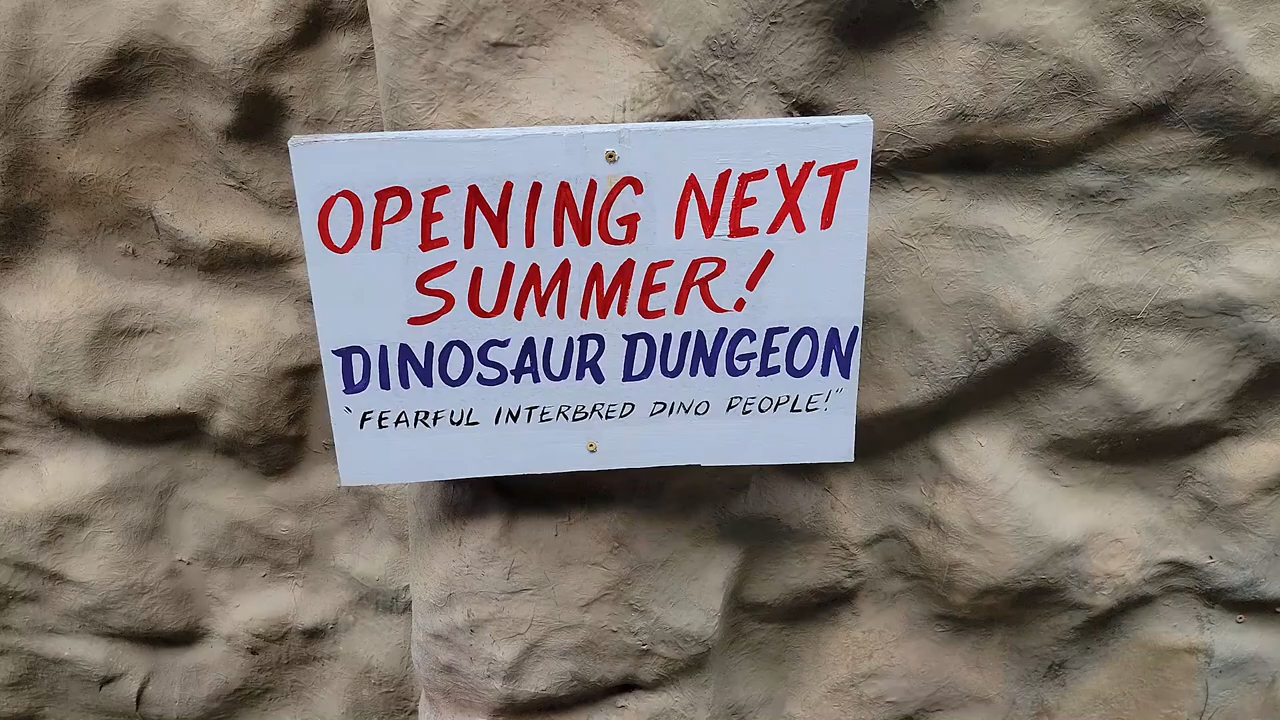 OPENING NEXT
SUMMER!
DINOSAUR DUNGEON
"FEARFUL INTERBRED DINO PEOPLE!"